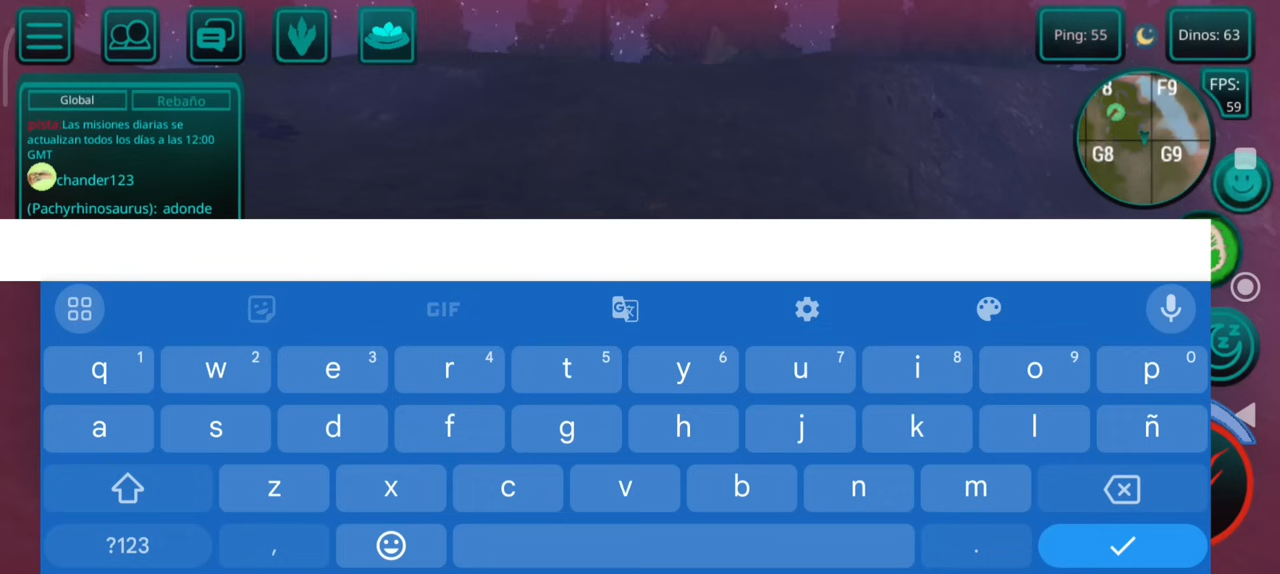 Ping: 55
Dinos: 63
Global
Rebaño
pista:Las misiones diarias se
actualizan todos los días a las 12:00
GMT
chander123
(Pachyrhinosaurus): adonde
8
F9
G8
G9
FPS:
59
GIF
q 1 w 2 e 3 r 4 t 5 y 6 u 7 i 8 o 9 p 0
a s d f g h j k l ñ
z x c v b n m
?123 , .